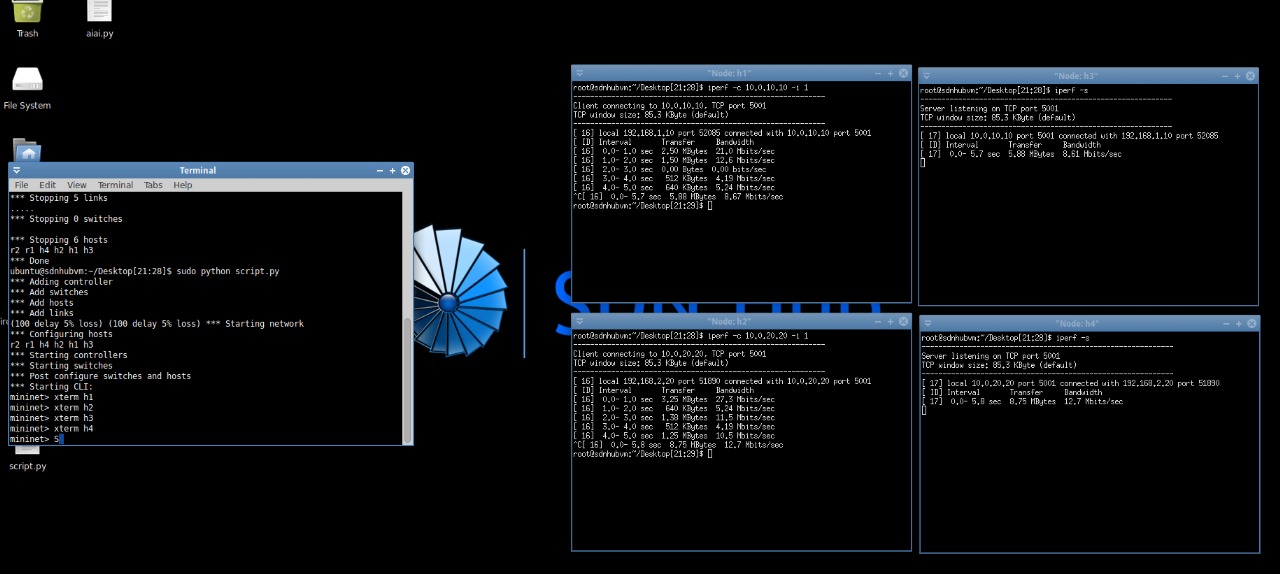 Trash
aiai.py
File System
Terminal
File Edit View Terminal Tabs Help
*** Stopping 5 links
.....
*** Stopping 0 switches
*** Stopping 6 hosts
r2 r1 h4 h2 h1 h3
*** Done
ubuntu@sdnhubvm:~/Desktop[21:28]$ sudo python script.py
*** Adding controller
*** Add switches
*** Add hosts
*** Add links
(100 delay 5% loss) (100 delay 5% loss) *** Starting network
*** Configuring hosts
r2 r1 h4 h2 h1 h3
*** Starting controllers
*** Starting switches
*** Post configure switches and hosts
*** Starting CLI:
mininet> xterm h1
mininet> xterm h2
mininet> xterm h3
mininet> xterm h4
mininet> S
script.py
"Node: h1"
root@sdnhubvm:~/Desktop[21:28]$ iperf -c 10.0.10.10 -i 1
------------------------------------------------------------
Client connecting to 10.0.10.10, TCP port 5001
TCP window size: 85.3 KByte (default)
------------------------------------------------------------
[ 16] local 192.168.1.10 port 52085 connected with 10.0.10.10 port 5001
[ ID] Interval Transfer Bandwidth
[ 16] 0.0- 1.0 sec 2.50 MBytes 21.0 Mbits/sec
[ 16] 1.0- 2.0 sec 1.50 MBytes 12.6 Mbits/sec
[ 16] 2.0- 3.0 sec 0.00 Bytes 0.00 bits/sec
[ 16] 3.0- 4.0 sec 512 KBytes 4.19 Mbits/sec
[ 16] 4.0- 5.0 sec 640 KBytes 5.24 Mbits/sec
^C[ 16] 0.0- 5.7 sec 5.88 MBytes 8.67 Mbits/sec
root@sdnhubvm:~/Desktop[21:29]$
"Node: h3"
root@sdnhubvm:~/Desktop[21:28]$ iperf -s
------------------------------------------------------------
Server listening on TCP port 5001
TCP window size: 85.3 KByte (default)
------------------------------------------------------------
[ 17] local 10.0.10.10 port 5001 connected with 192.168.1.10 port 52085
[ ID] Interval Transfer Bandwidth
[ 17] 0.0- 5.7 sec 5.88 MBytes 8.61 Mbits/sec
"Node: h2"
root@sdnhubvm:~/Desktop[21:28]$ iperf -c 10.0.20.20 -i 1
------------------------------------------------------------
Client connecting to 10.0.20.20, TCP port 5001
TCP window size: 85.3 KByte (default)
------------------------------------------------------------
[ 16] local 192.168.2.20 port 51890 connected with 10.0.20.20 port 5001
[ ID] Interval Transfer Bandwidth
[ 16] 0.0- 1.0 sec 3.25 MBytes 27.3 Mbits/sec
[ 16] 1.0- 2.0 sec 640 KBytes 5.24 Mbits/sec
[ 16] 2.0- 3.0 sec 1.38 MBytes 11.5 Mbits/sec
[ 16] 3.0- 4.0 sec 512 KBytes 4.19 Mbits/sec
[ 16] 4.0- 5.0 sec 1.25 MBytes 10.5 Mbits/sec
^C[ 16] 0.0- 5.8 sec 8.75 MBytes 12.7 Mbits/sec
root@sdnhubvm:~/Desktop[21:29]$
"Node: h4"
root@sdnhubvm:~/Desktop[21:28]$ iperf -s
------------------------------------------------------------
Server listening on TCP port 5001
TCP window size: 85.3 KByte (default)
------------------------------------------------------------
[ 17] local 10.0.20.20 port 5001 connected with 192.168.2.20 port 51890
[ ID] Interval Transfer Bandwidth
[ 17] 0.0- 5.8 sec 8.75 MBytes 12.7 Mbits/sec